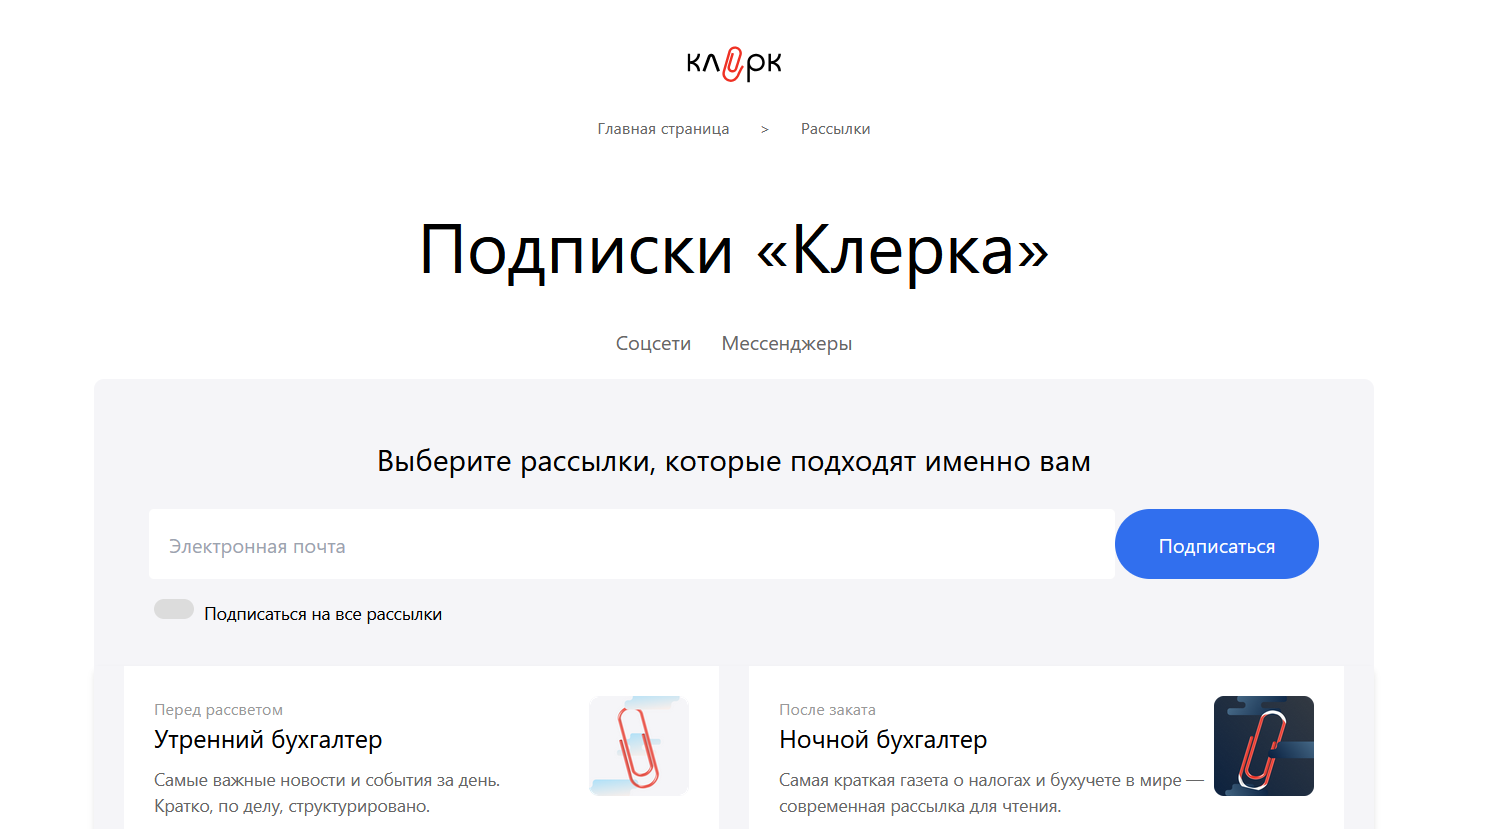 клерк
Главная страница > Рассылки
Подписки «Клерка»
Соцсети Мессенджеры
Выберите рассылки, которые подходят именно вам
Электронная почта
Подписаться
Подписаться на все рассылки
Перед рассветом
Утренний бухгалтер
Самые важные новости и события за день.
Кратко, по делу, структурировано.
После заката
Ночной бухгалтер
Самая краткая газета о налогах и бухучете в мире —
современная рассылка для чтения.